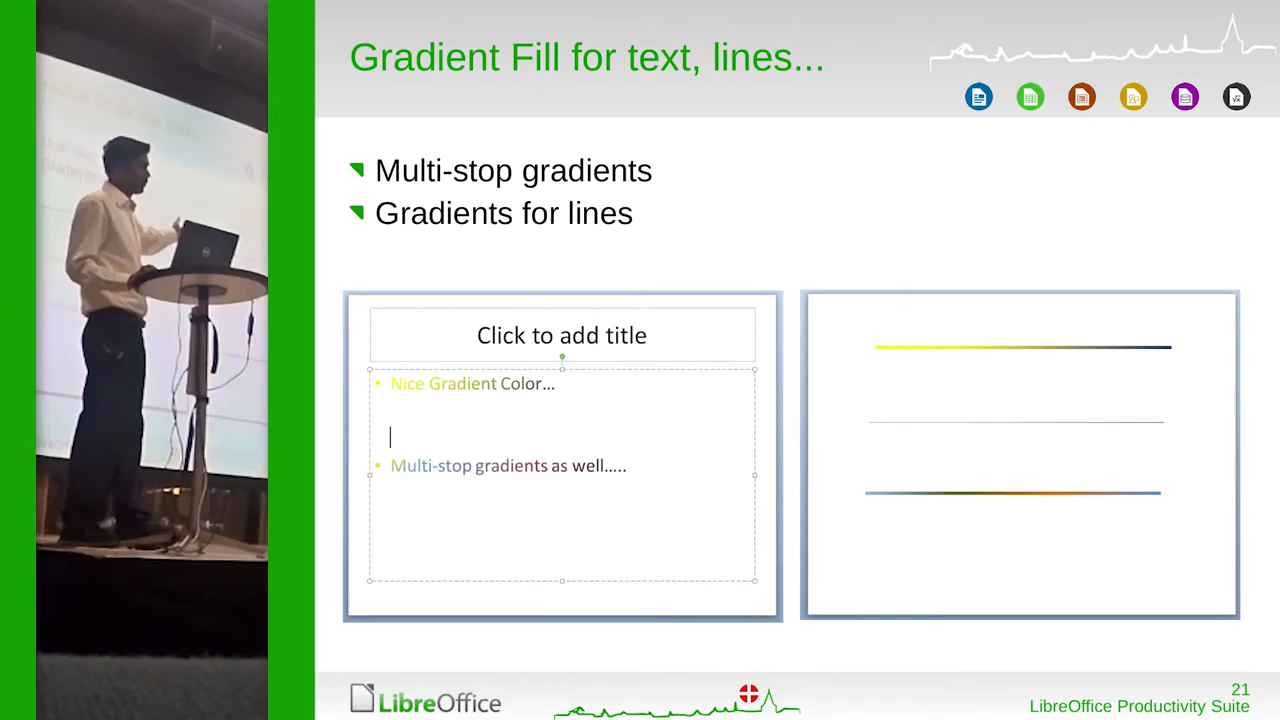 Gradient Fill for text, lines...
Multi-stop gradients
Gradients for lines
Click to add title
Nice Gradient Color…
Multi-stop gradients as well…..
LibreOffice
21
LibreOffice Productivity Suite